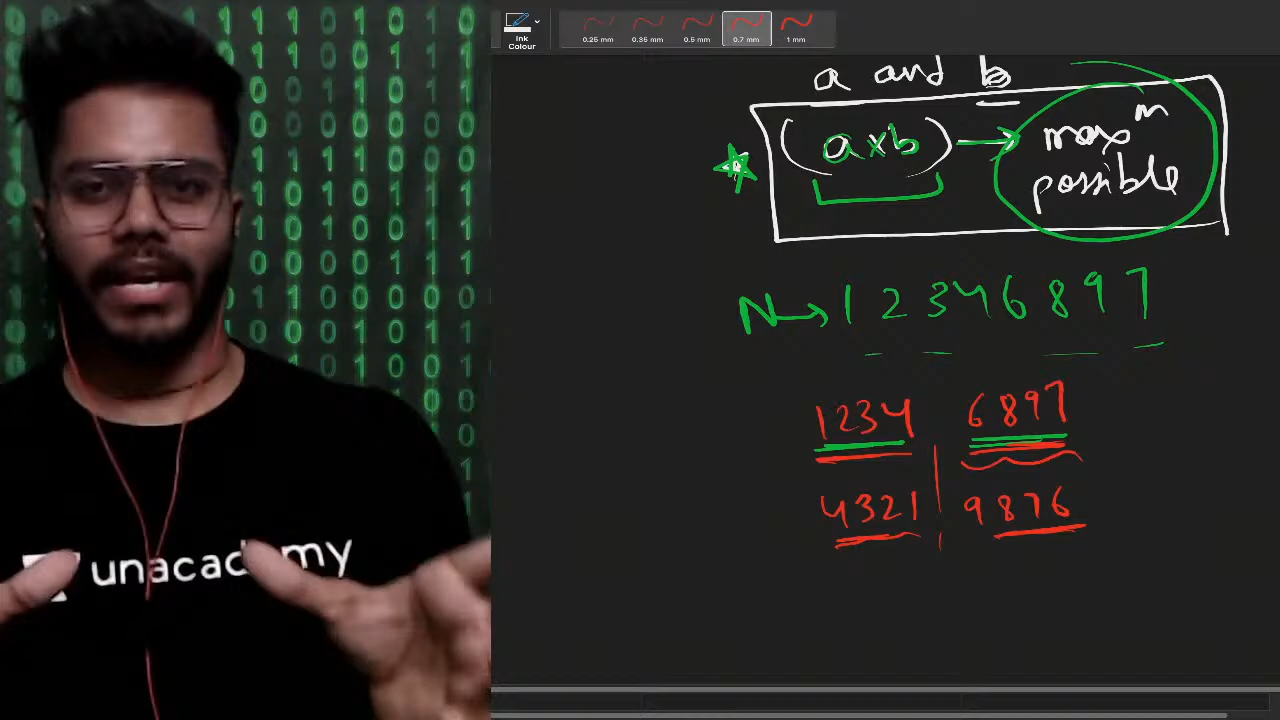 Ink
Colour
0.25 mm 0.35 mm 0.5 mm 0.7 mm 1 mm
a and b
(a×b) → max^m
possible
N → 1 2 3 4 6 8 9 7
1234 6897
4321 9876
unacademy